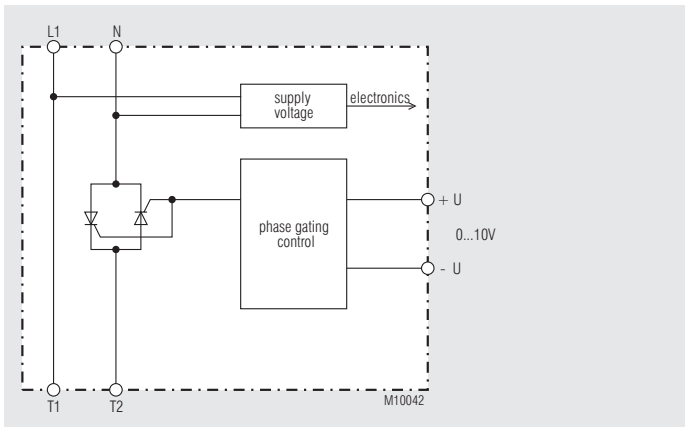 L1 N
supply
voltage
electronics
phase gating
control
+ U
0...10V
- U
M10042
T1 T2